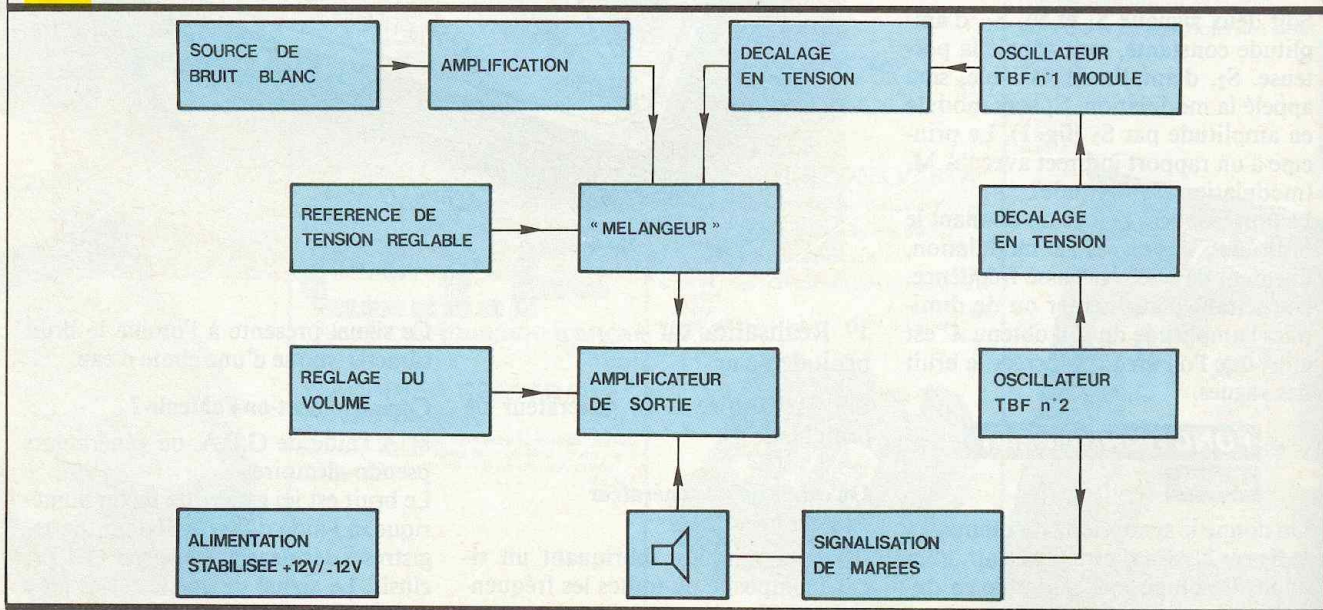 SOURCE DE
BRUIT BLANC
AMPLIFICATION
DECALAGE
EN TENSION
OSCILLATEUR
TBF n°1 MODULE
REFERENCE DE
TENSION REGLABLE
« MELANGEUR »
DECALAGE
EN TENSION
REGLAGE DU
VOLUME
AMPLIFICATEUR
DE SORTIE
OSCILLATEUR
TBF n°2
ALIMENTATION
STABILISEE +12V/-12V
SIGNALISATION
DE MAREES